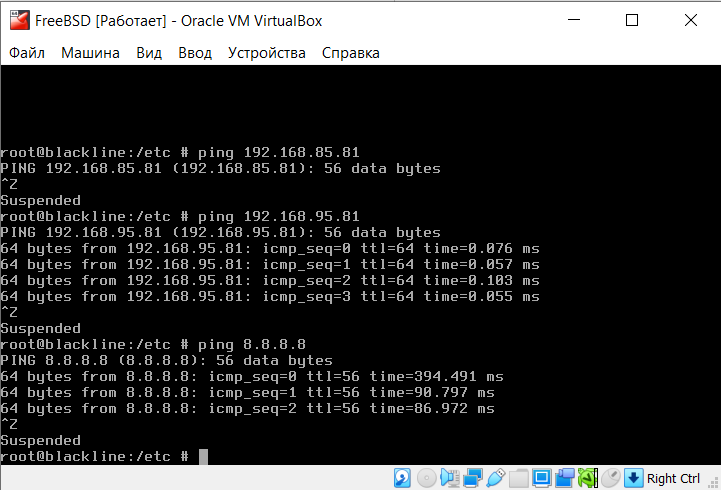 FreeBSD [Работает] - Oracle VM VirtualBox
Файл Машина Вид Ввод Устройства Справка
root@blackline:/etc # ping 192.168.85.81
PING 192.168.85.81 (192.168.85.81): 56 data bytes
^Z
Suspended
root@blackline:/etc # ping 192.168.95.81
PING 192.168.95.81 (192.168.95.81): 56 data bytes
64 bytes from 192.168.95.81: icmp_seq=0 ttl=64 time=0.076 ms
64 bytes from 192.168.95.81: icmp_seq=1 ttl=64 time=0.057 ms
64 bytes from 192.168.95.81: icmp_seq=2 ttl=64 time=0.103 ms
64 bytes from 192.168.95.81: icmp_seq=3 ttl=64 time=0.055 ms
^Z
Suspended
root@blackline:/etc # ping 8.8.8.8
PING 8.8.8.8 (8.8.8.8): 56 data bytes
64 bytes from 8.8.8.8: icmp_seq=0 ttl=56 time=394.491 ms
64 bytes from 8.8.8.8: icmp_seq=1 ttl=56 time=90.797 ms
64 bytes from 8.8.8.8: icmp_seq=2 ttl=56 time=86.972 ms
^Z
Suspended
root@blackline:/etc #
Right Ctrl